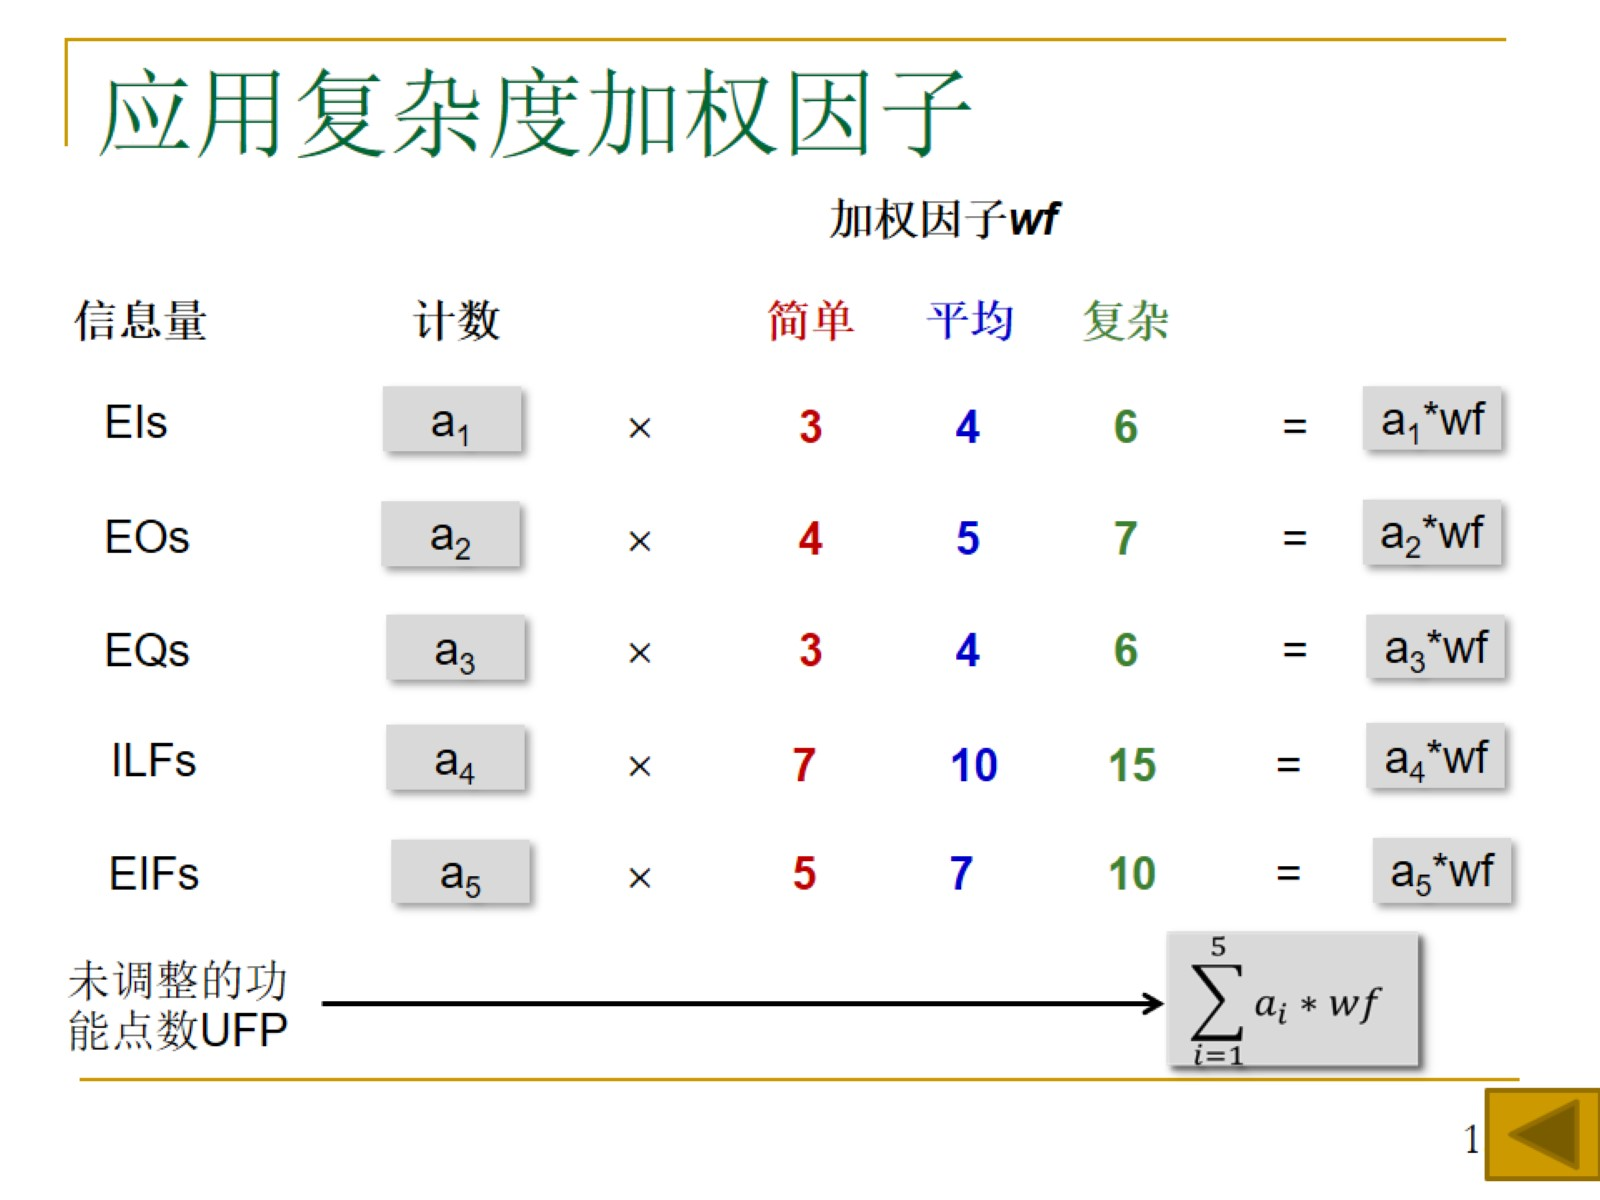 应用复杂度加权因子
加权因子wf
信息量 计数 简单 平均 复杂
EIs a₁ × 3 4 6 = a₁*wf
EOs a₂ × 4 5 7 = a₂*wf
EQs a₃ × 3 4 6 = a₃*wf
ILFs a₄ × 7 10 15 = a₄*wf
EIFs a₅ × 5 7 10 = a₅*wf
未调整的功
能点数UFP
5
∑ aᵢ * wf
i=1
1